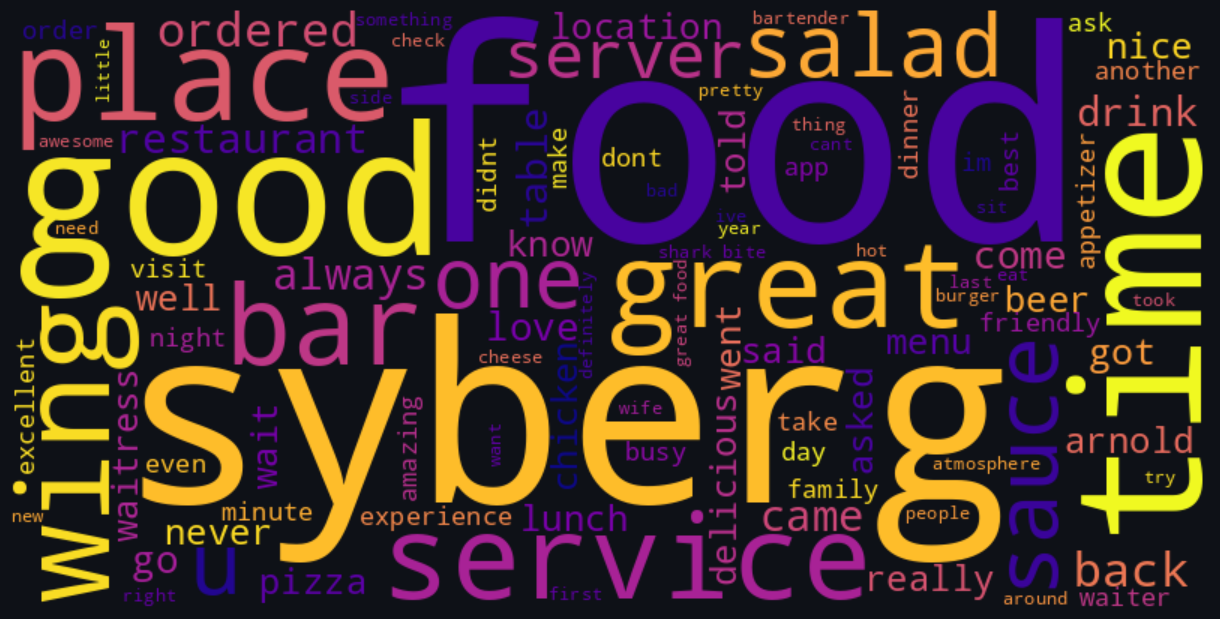 order
ordered
something
check
location
bartender
salad
ask
nice
another
little
place
side
food
server
pretty
drink
awesome
restaurant
good
didnt
table
make
dont
told
thing
cant
app
dinner
im
best
sit
appetizer
time
bad
ive
year
wing
need
visit
always
one
know
shark bite
hot
great
come
last
eat
burger
beer
took
friendly
well
night
bar
love
definitely
great food
cheese
chicken
went
said
menu
got
excellent
waitress
syberg
wait
amazing
want
wife
busy
delicious
take
day
asked
sauce
arnold
even
atmosphere
try
family
people
new
minute
never
experience
lunch
came
go
u
pizza
service
really
back
right
first
around
waiter